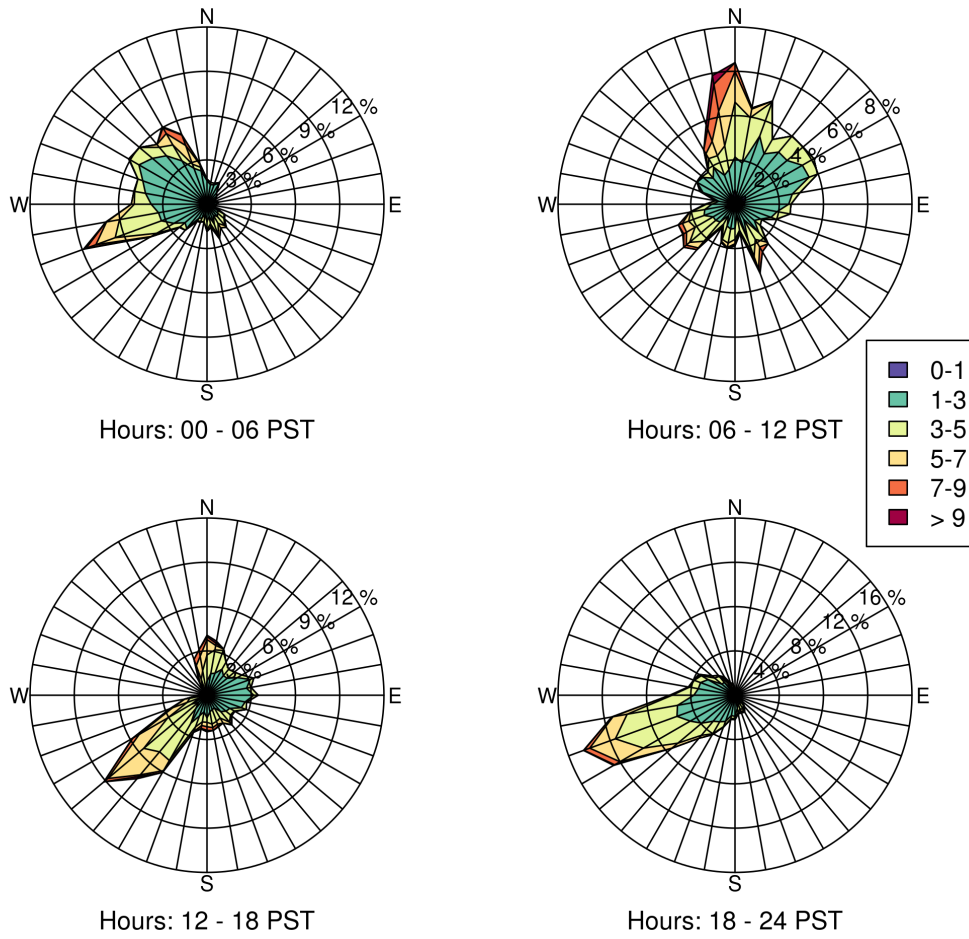 N
12 %
9 %
6 %
3 %
W
E
S
Hours: 00 - 06 PST
N
8 %
6 %
4 %
2 %
W
E
S
Hours: 06 - 12 PST
0-1
1-3
3-5
5-7
7-9
> 9
N
12 %
9 %
6 %
3 %
W
E
S
Hours: 12 - 18 PST
N
16 %
12 %
8 %
4 %
W
E
S
Hours: 18 - 24 PST